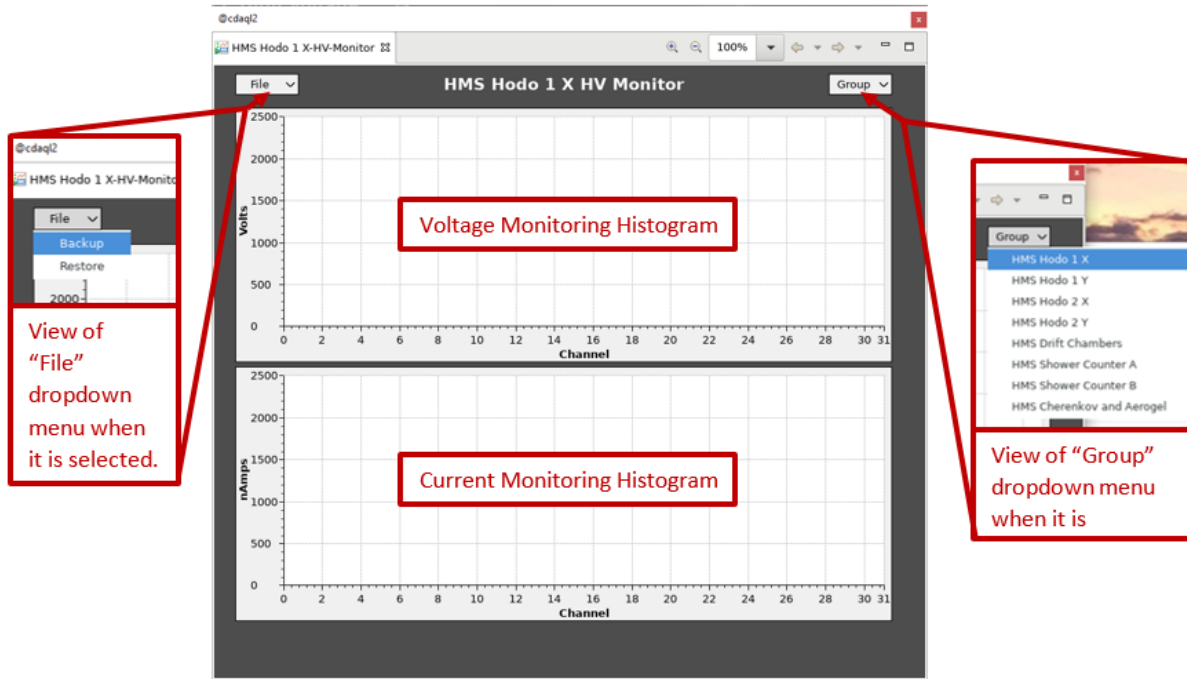 @cdaql2
x
HMS Hodo 1 X-HV-Monitor
100%
File
HMS Hodo 1 X HV Monitor
Group
2500
2000
1500
1000
500
0
Volts
Voltage Monitoring Histogram
0 2 4 6 8 10 12 14 16 18 20 22 24 26 28 30 31
Channel
2500
2000
1500
1000
500
0
nAmps
Current Monitoring Histogram
0 2 4 6 8 10 12 14 16 18 20 22 24 26 28 30 31
Channel
@cdaql2
HMS Hodo 1 X-HV-Monito
File
Backup
Restore
2000
View of
“File”
dropdown
menu when
it is selected.
x
Group
HMS Hodo 1 X
HMS Hodo 1 Y
HMS Hodo 2 X
HMS Hodo 2 Y
HMS Drift Chambers
HMS Shower Counter A
HMS Shower Counter B
HMS Cherenkov and Aerogel
View of “Group”
dropdown menu
when it is